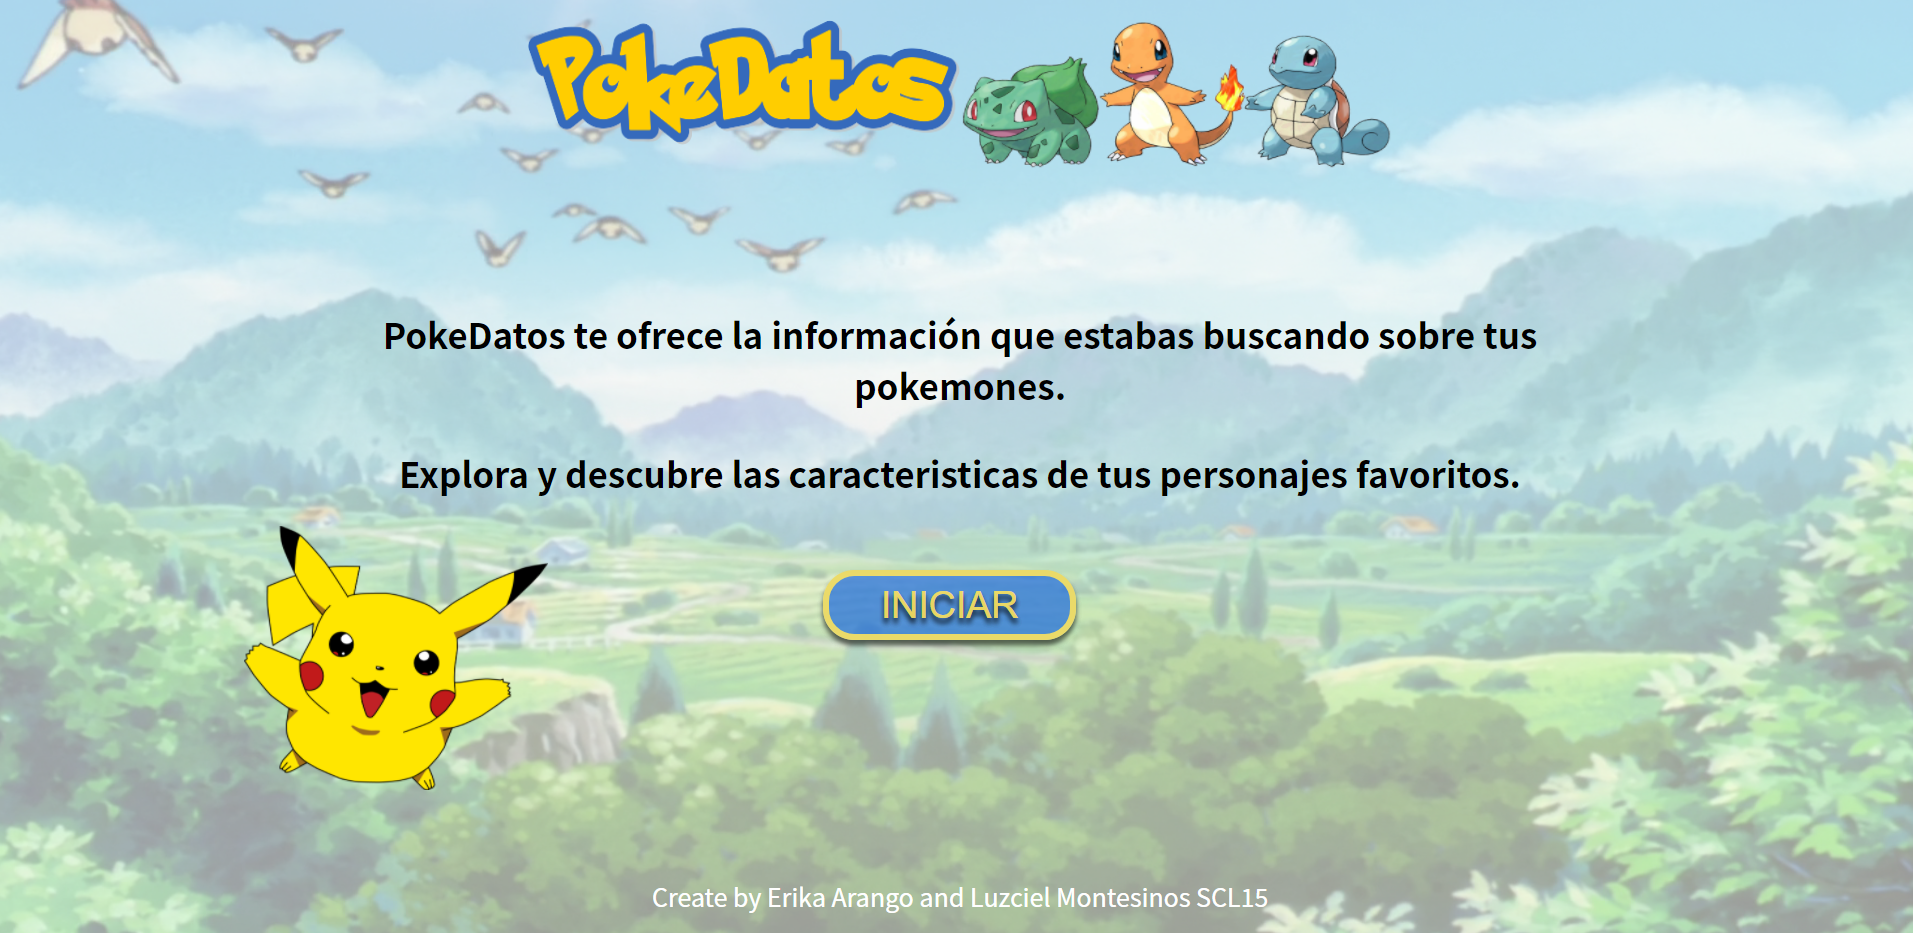 PokeDatos
PokeDatos te ofrece la información que estabas buscando sobre tus
pokemones.
Explora y descubre las caracteristicas de tus personajes favoritos.
INICIAR
Create by Erika Arango and Luzciel Montesinos SCL15